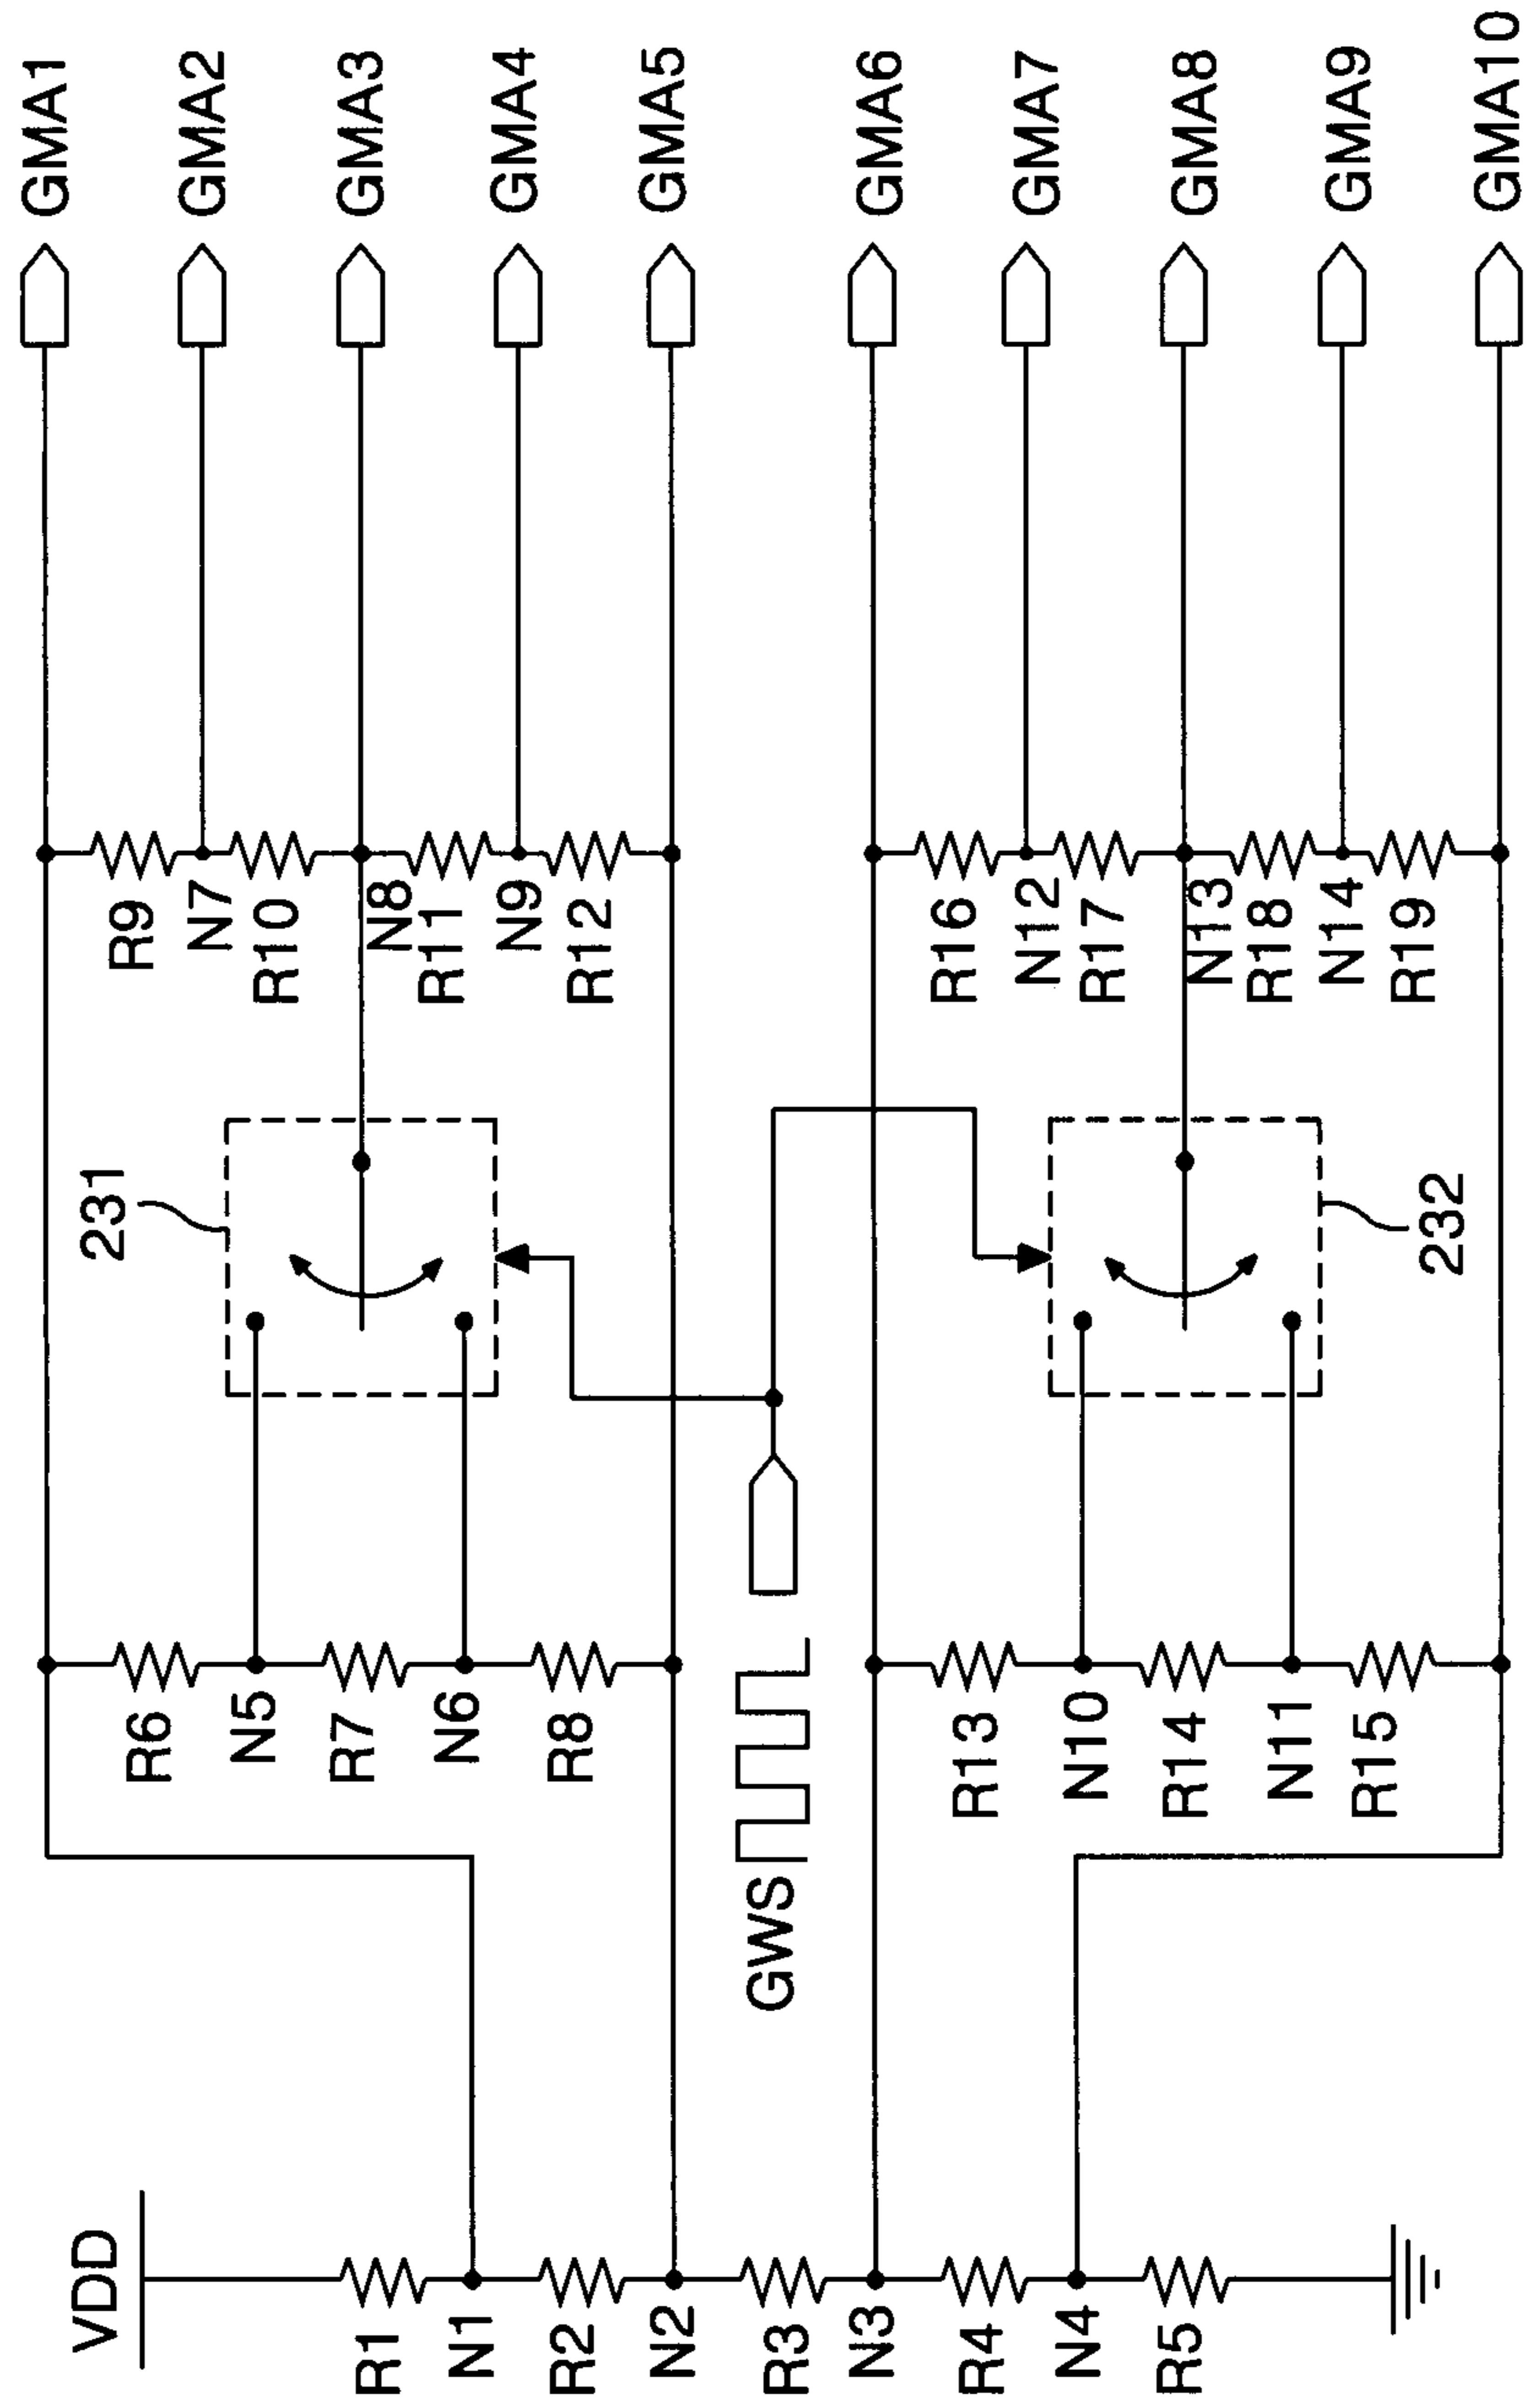 VDD
R1
N1
R2
N2
R3
N3
R4
N4
R5
GWS
R6
N5
R7
N6
R8
R13
N10
R14
N11
R15
231
232
R9
N7
R10
N8
R11
N9
R12
R16
N12
R17
N13
R18
N14
R19
GMA1
GMA2
GMA3
GMA4
GMA5
GMA6
GMA7
GMA8
GMA9
GMA10